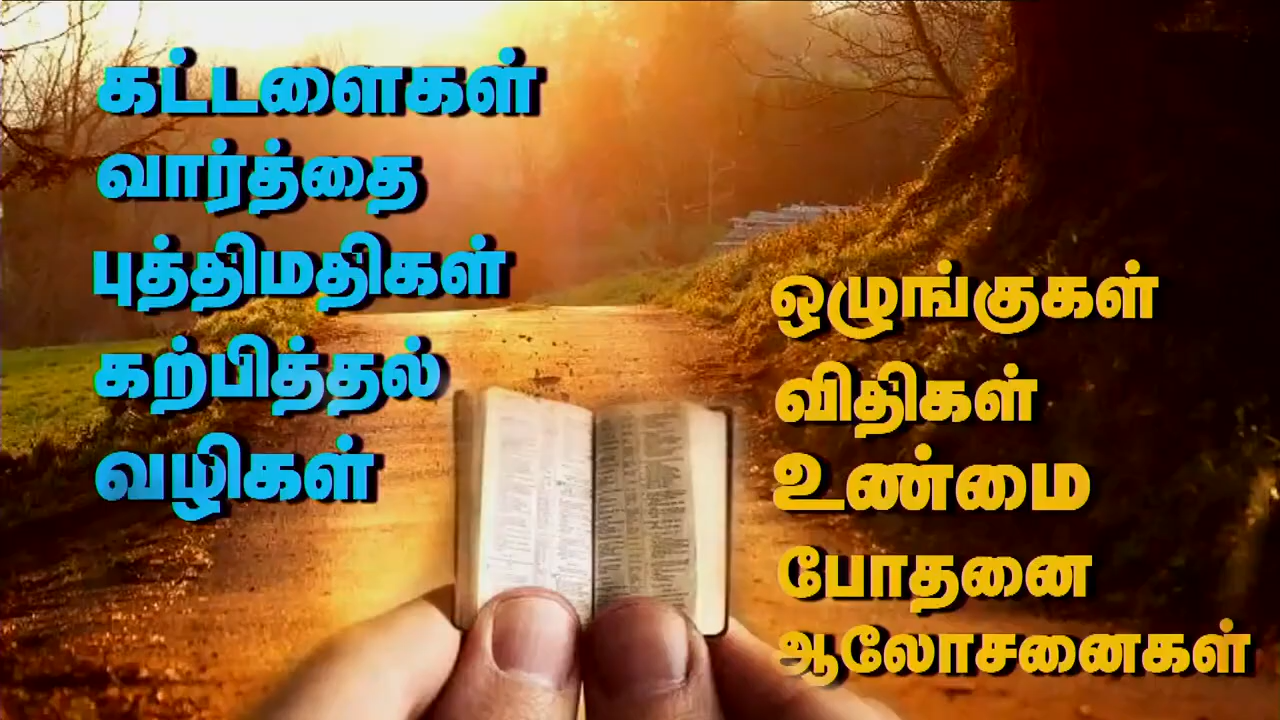 கட்டளைகள்
வார்த்தை
புத்திமதிகள்
கற்பித்தல்
வழிகள்
ஒழுங்குகள்
விதிகள்
உண்மை
போதனை
ஆலோசனைகள்